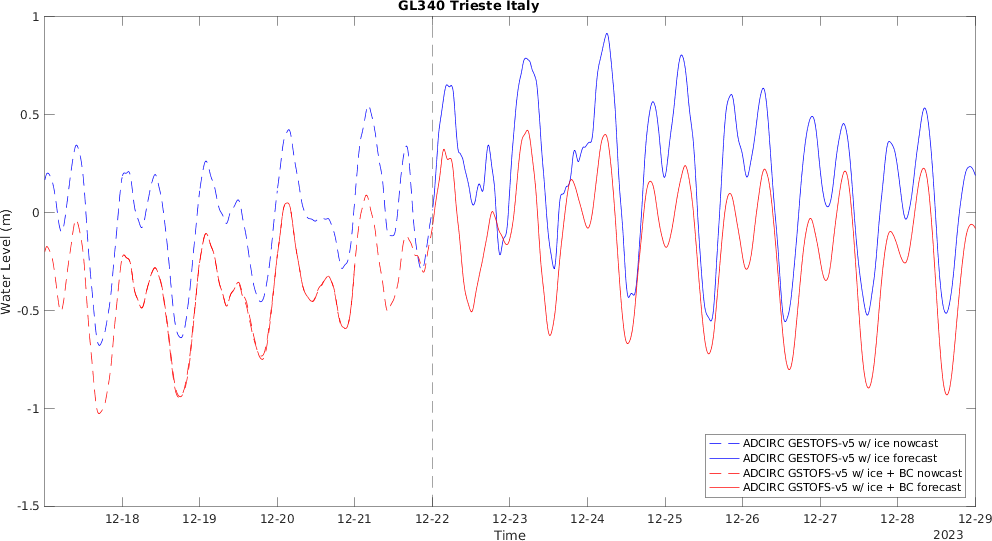 GL340 Trieste Italy
Water Level (m)
1
0.5
0
-0.5
-1
-1.5
ADCIRC GESTOFS-v5 w/ ice nowcast
ADCIRC GESTOFS-v5 w/ ice forecast
ADCIRC GSTOFS-v5 w/ ice + BC nowcast
ADCIRC GSTOFS-v5 w/ ice + BC forecast
12-18 12-19 12-20 12-21 12-22 12-23 12-24 12-25 12-26 12-27 12-28 12-29
Time 2023